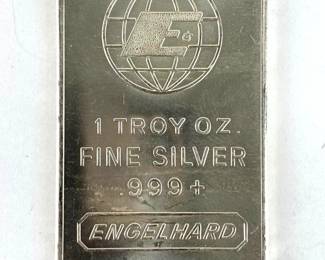 E
1 TROY OZ.
FINE SILVER
.999+
ENGELHARD